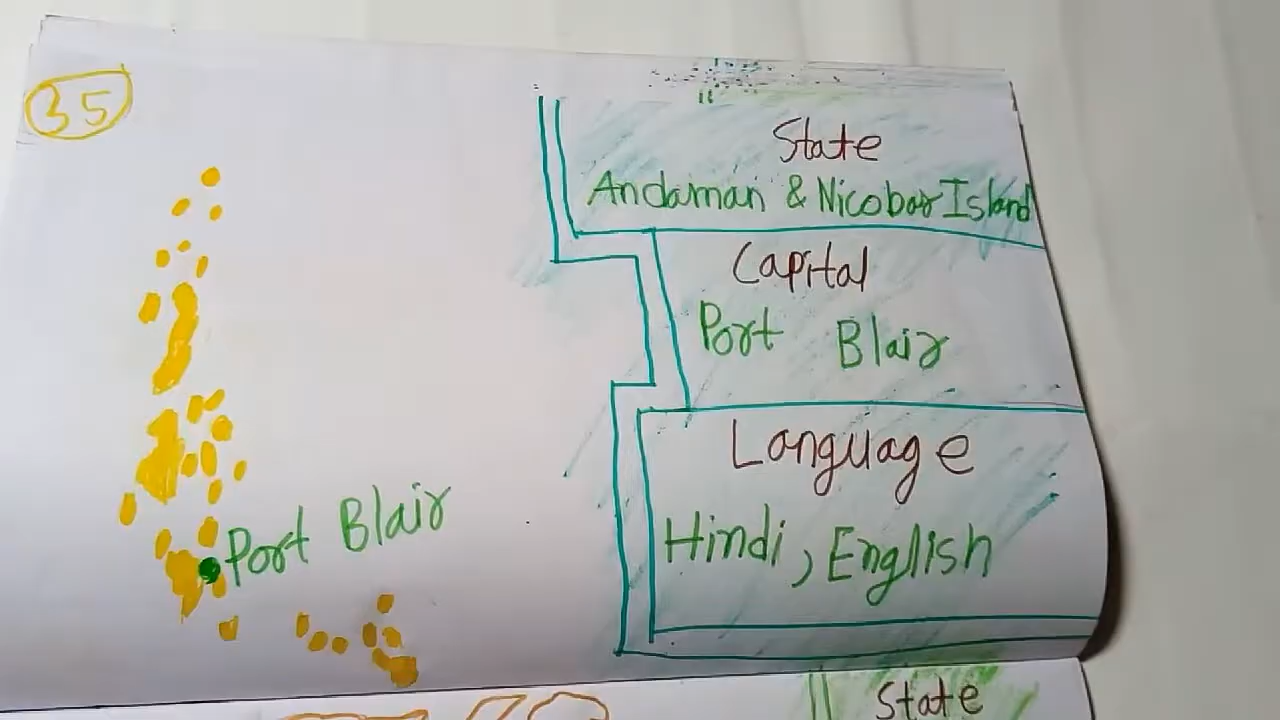 35
State
Andaman & Nicobar Island
Capital
Port Blair
Language
Hindi, English
Port Blair
State